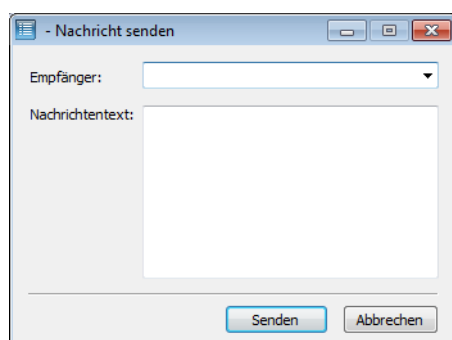 - Nachricht senden
Empfänger:
Nachrichtentext:
Senden Abbrechen